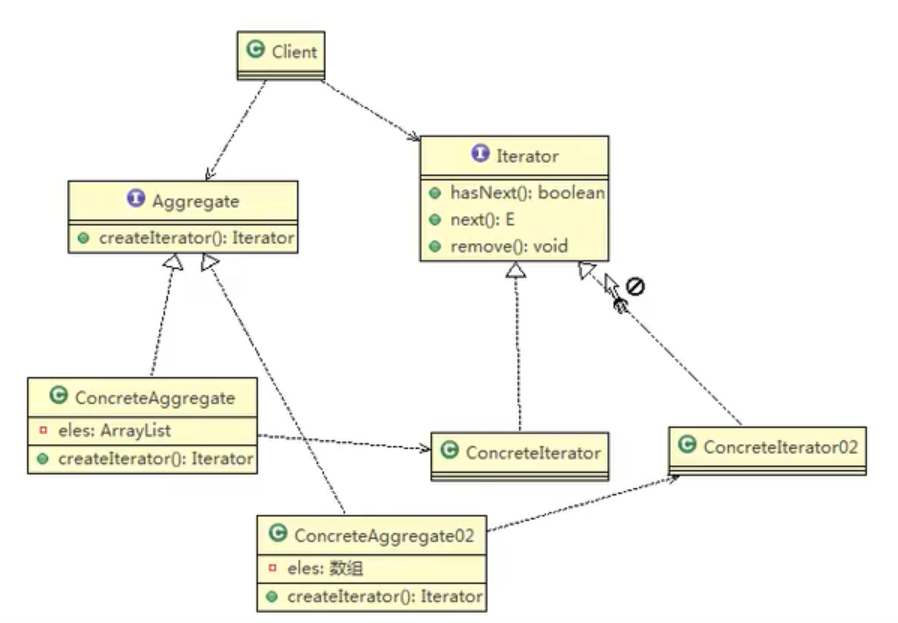 Client
Iterator
hasNext(): boolean
next(): E
remove(): void
Aggregate
createIterator(): Iterator
ConcreteAggregate
eles: ArrayList
createIterator(): Iterator
ConcreteIterator
ConcreteIterator02
ConcreteAggregate02
eles: 数组
createIterator(): Iterator